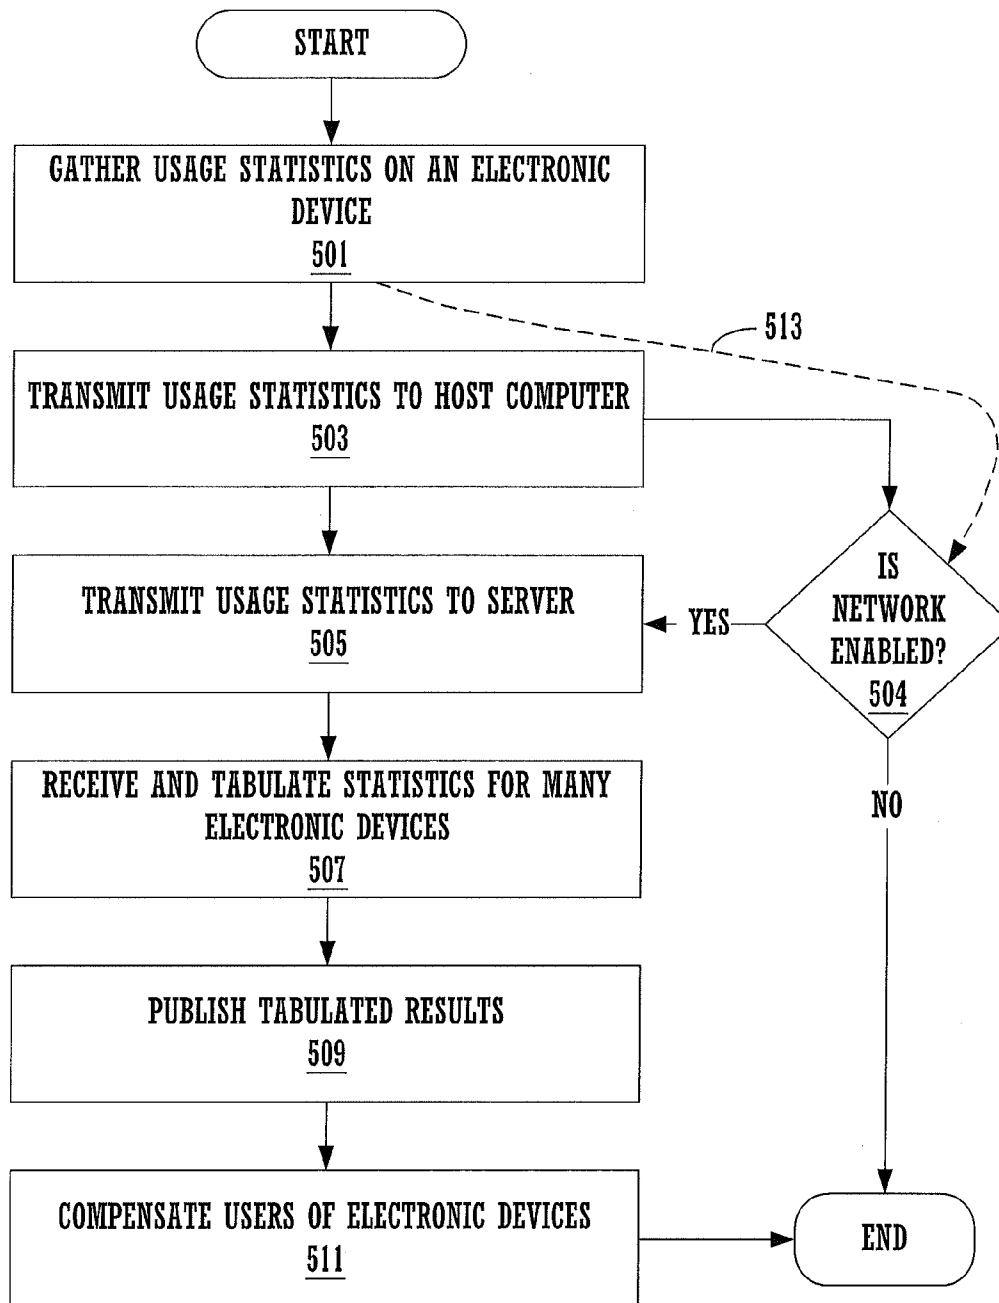 START
GATHER USAGE STATISTICS ON AN ELECTRONIC
DEVICE
501
513
TRANSMIT USAGE STATISTICS TO HOST COMPUTER
503
IS
NETWORK
ENABLED?
504
TRANSMIT USAGE STATISTICS TO SERVER
505
YES
RECEIVE AND TABULATE STATISTICS FOR MANY
ELECTRONIC DEVICES
507
NO
PUBLISH TABULATED RESULTS
509
COMPENSATE USERS OF ELECTRONIC DEVICES
511
END